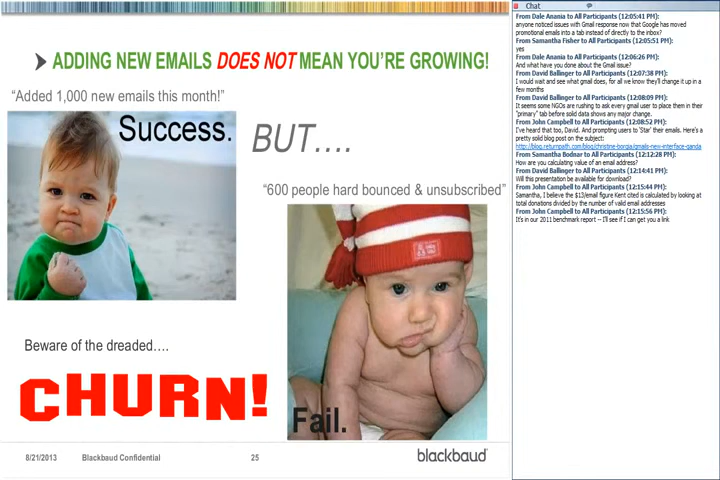 ADDING NEW EMAILS DOES NOT MEAN YOU'RE GROWING!
"Added 1,000 new emails this month!"
Success.
BUT….
"600 people hard bounced & unsubscribed"
Beware of the dreaded….
CHURN!
Fail.
8/21/2013 Blackbaud Confidential 25 blackbaud
Chat
From Dale Anania to All Participants (12:05:41 PM):
anyone noticed issues with Gmail response now that Google has moved
promotional emails into a tab instead of directly to the inbox?
From Samantha Fisher to All Participants (12:05:51 PM):
yes
From Dale Anania to All Participants (12:06:26 PM):
And what have you done about the Gmail issue?
From David Ballinger to All Participants (12:07:38 PM):
I would wait and see what gmail does, for all we know they'll change it up in a
few months
From David Ballinger to All Participants (12:08:09 PM):
It seems some NGOs are rushing to ask every gmail user to place them in their
"primary" tab before solid data shows any major change.
From John Campbell to All Participants (12:08:52 PM):
I've heard that too, David. And prompting users to 'Star' their emails. Here's a
pretty solid blog post on the subject:
http://blog.returnpath.com/blog/christine-borgia/gmails-new-interface-ganda
From Samantha Bodnar to All Participants (12:12:28 PM):
How are you calculating value of an email address?
From David Ballinger to All Participants (12:14:41 PM):
Will this presentation be available for download?
From John Campbell to All Participants (12:15:44 PM):
Samantha, I believe the $13/email figure Kent cited is calculated by looking at
total donations divided by the number of valid email addresses
From John Campbell to All Participants (12:15:56 PM):
It's in our 2011 benchmark report -- I'll see if I can get you a link